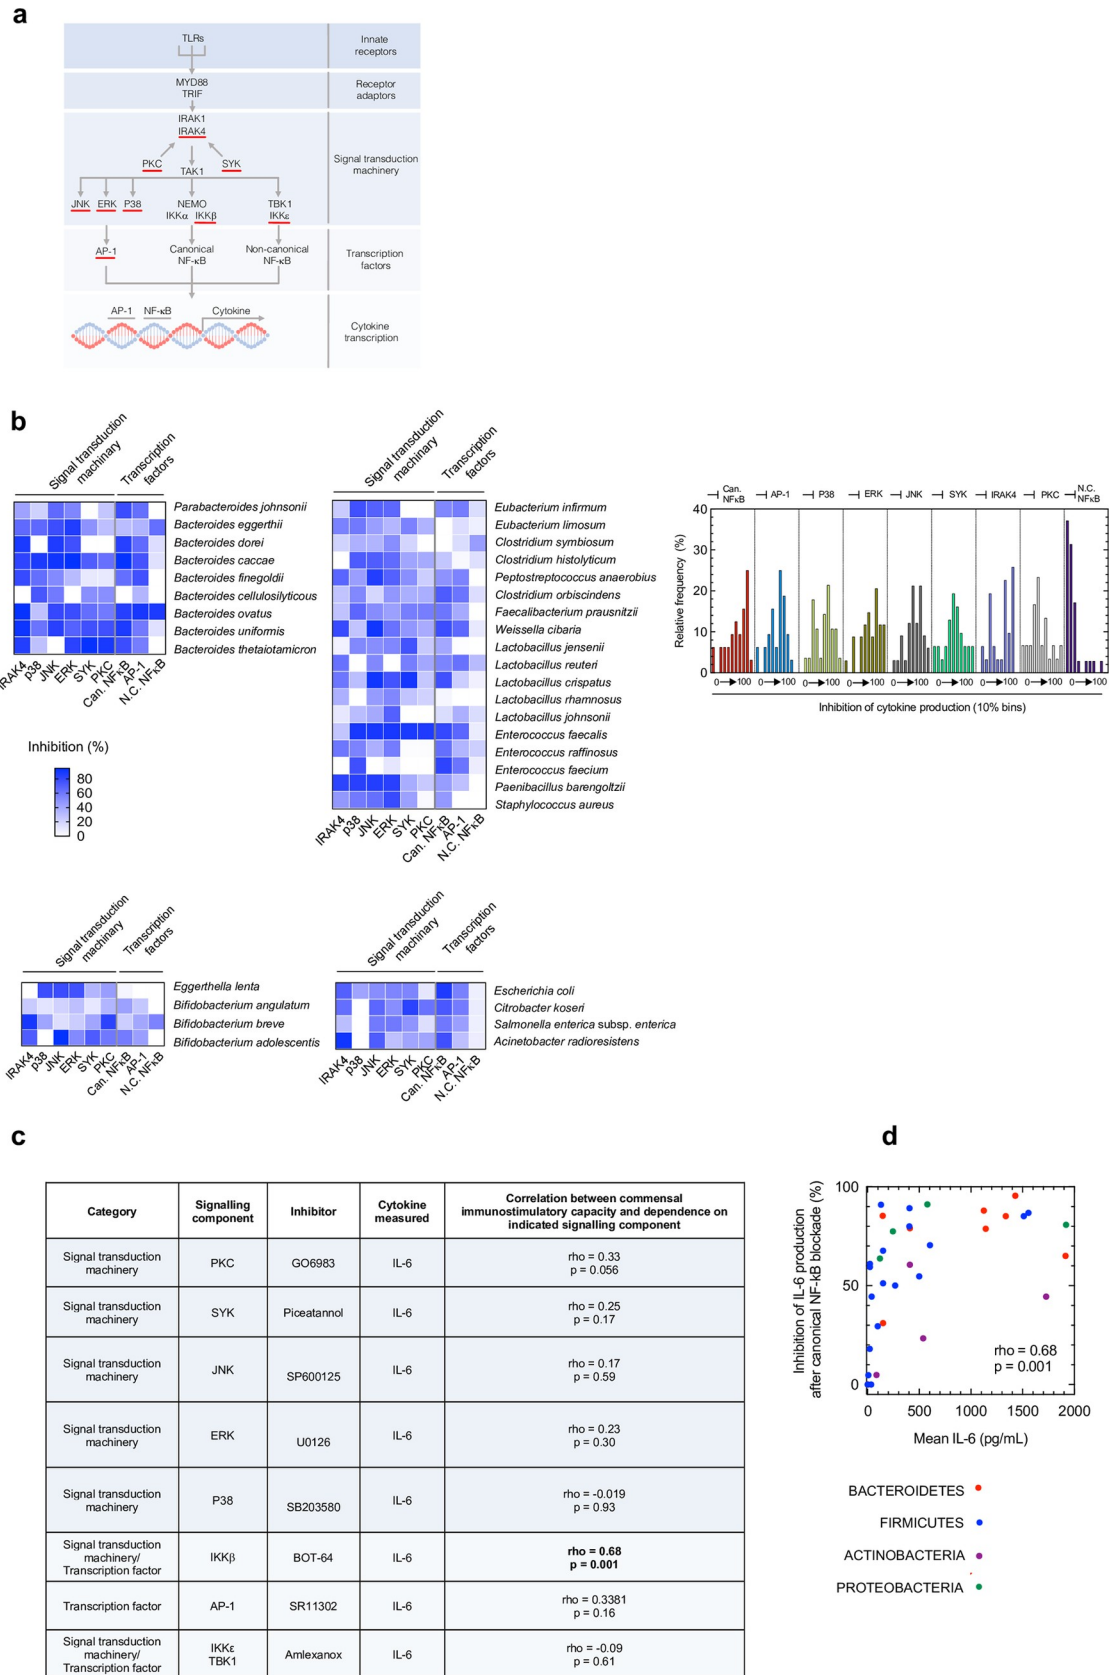 a
TLRs
Innate
receptors
MYD88
TRIF
Receptor
adaptors
IRAK1
IRAK4
PKC
SYK
TAK1
Signal transduction
machinery
JNK ERK P38
NEMO
IKKα IKKβ
TBK1
IKKε
AP-1
Canonical
NF-κB
Non-canonical
NF-κB
Transcription
factors
AP-1 NF-κB Cytokine
Cytokine
transcription
b
Signal transduction
machinary
Transcription
factors
Parabacteroides johnsonii
Bacteroides eggerthii
Bacteroides dorei
Bacteroides caccae
Bacteroides finegoldii
Bacteroides cellulosilyticous
Bacteroides ovatus
Bacteroides uniformis
Bacteroides thetaiotamicron
IRAK4 p38 JNK ERK SYK PKC Can. NFκB AP-1 N.C. NFκB
Inhibition (%)
80
60
40
20
0
Signal transduction
machinary
Transcription
factors
Eubacterium infirmum
Eubacterium limosum
Clostridium symbiosum
Clostridium histolyticum
Peptostreptococcus anaerobius
Clostridium orbiscindens
Faecalibacterium prausnitzii
Weissella cibaria
Lactobacillus jensenii
Lactobacillus reuteri
Lactobacillus crispatus
Lactobacillus rhamnosus
Lactobacillus johnsonii
Enterococcus faecalis
Enterococcus raffinosus
Enterococcus faecium
Paenibacillus barengoltzii
Staphylococcus aureus
IRAK4 p38 JNK ERK SYK PKC Can. NFκB AP-1 N.C. NFκB
Can.
NFκB
AP-1 P38 ERK JNK SYK IRAK4 PKC
N.C.
NFκB
Relative frequency (%)
40
30
20
10
0
0 100 0 100 0 100 0 100 0 100 0 100 0 100 0 100 0 100
Inhibition of cytokine production (10% bins)
Signal transduction
machinary
Transcription
factors
Eggerthella lenta
Bifidobacterium angulatum
Bifidobacterium breve
Bifidobacterium adolescentis
IRAK4 p38 JNK ERK SYK PKC Can. NFκB AP-1 N.C. NFκB
Signal transduction
machinary
Transcription
factors
Escherichia coli
Citrobacter koseri
Salmonella enterica subsp. enterica
Acinetobacter radioresistens
IRAK4 p38 JNK ERK SYK PKC Can. NFκB AP-1 N.C. NFκB
c
Category
Signalling
component
Inhibitor
Cytokine
measured
Correlation between commensal
immunostimulatory capacity and dependence on
indicated signalling component
Signal transduction
machinery
PKC
GO6983
IL-6
rho = 0.33
p = 0.056
Signal transduction
machinery
SYK
Piceatannol
IL-6
rho = 0.25
p = 0.17
Signal transduction
machinery
JNK
SP600125
IL-6
rho = 0.17
p = 0.59
Signal transduction
machinery
ERK
U0126
IL-6
rho = 0.23
p = 0.30
Signal transduction
machinery
P38
SB203580
IL-6
rho = -0.019
p = 0.93
Signal transduction
machinery/
Transcription factor
IKKβ
BOT-64
IL-6
rho = 0.68
p = 0.001
Transcription factor
AP-1
SR11302
IL-6
rho = 0.3381
p = 0.16
Signal transduction
machinery/
Transcription factor
IKKε
TBK1
Amlexanox
IL-6
rho = -0.09
p = 0.61
d
Inhibition of IL-6 production
after canonical NF-kB blockade (%)
100
50
0
rho = 0.68
p = 0.001
0 500 1000 1500 2000
Mean IL-6 (pg/mL)
BACTEROIDETES
FIRMICUTES
ACTINOBACTERIA
PROTEOBACTERIA